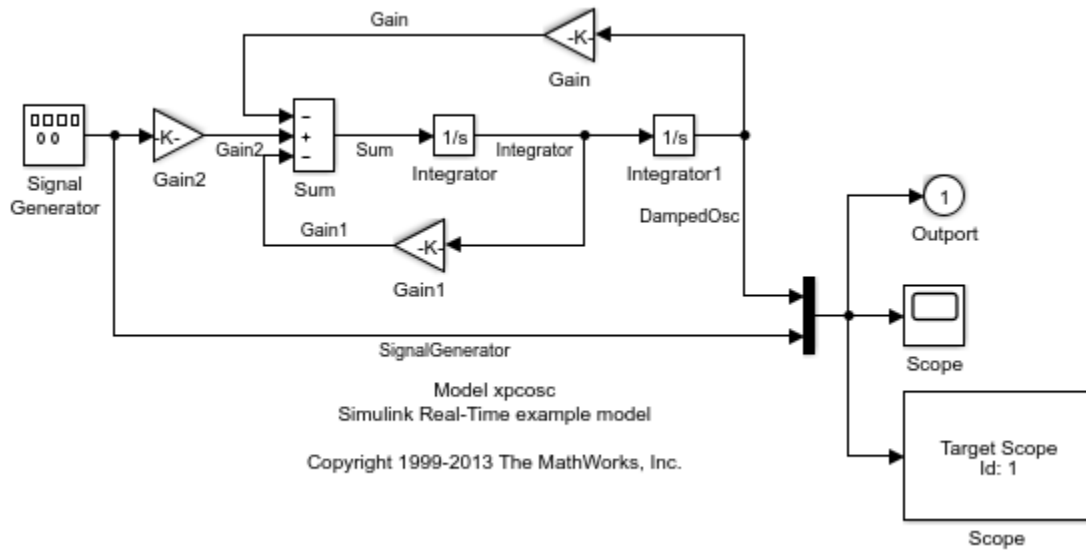 Gain
-K-
Gain
-K-
Gain2
Signal
Generator
Gain2
−
+
−
Sum
Sum
1/s
Integrator
Integrator
1/s
Integrator1
DampedOsc
Gain1
-K-
Gain1
1
Outport
SignalGenerator
Scope
Model xpcosc
Simulink Real-Time example model
Copyright 1999-2013 The MathWorks, Inc.
Target Scope
Id: 1
Scope